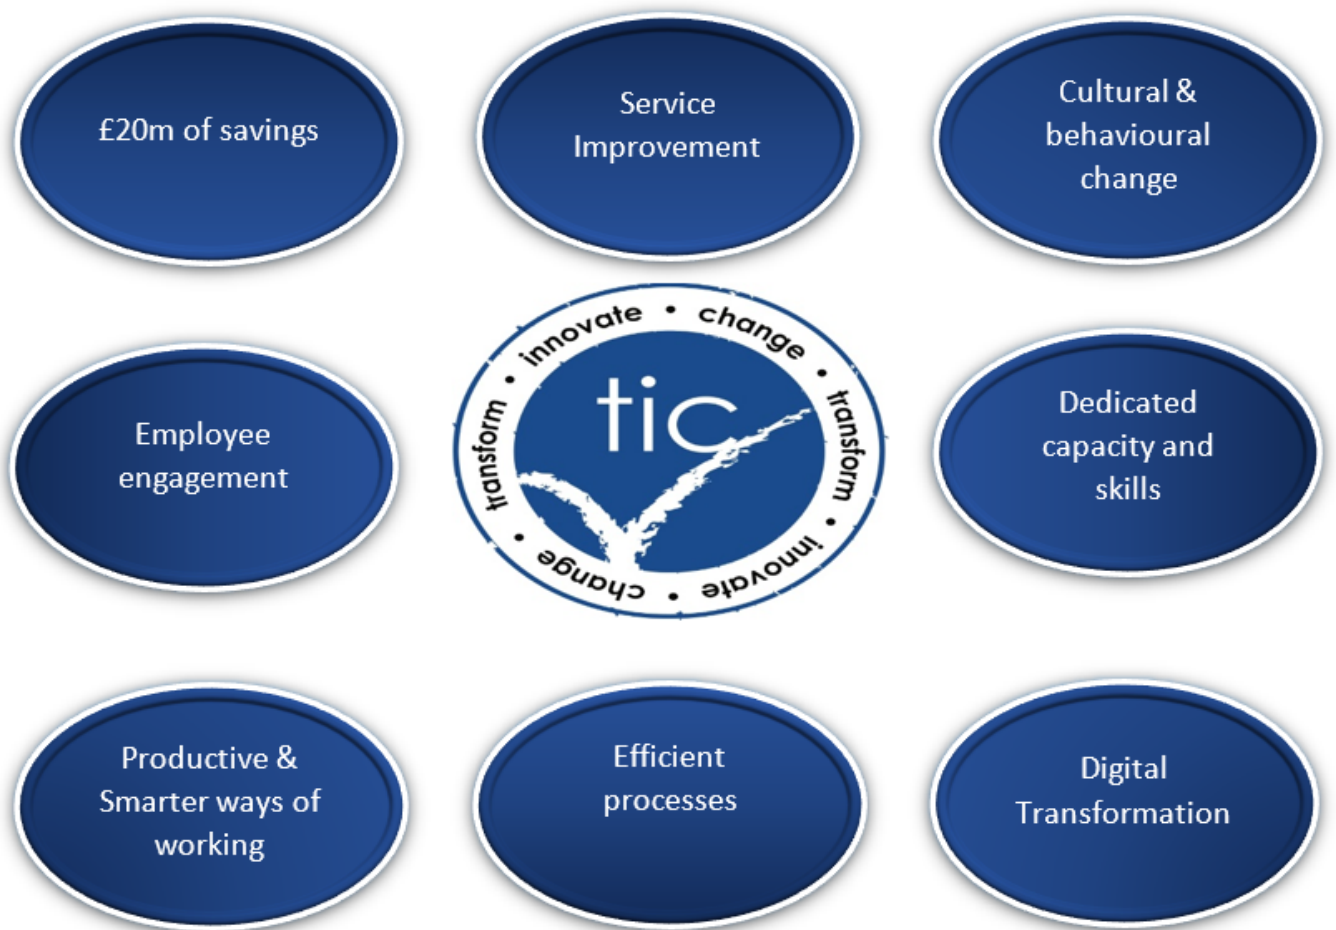 £20m of savings
Service
Improvement
Cultural &
behavioural
change
Employee
engagement
transform • innovate • change • transform • innovate • change •
tic
Dedicated
capacity and
skills
Productive &
Smarter ways of
working
Efficient
processes
Digital
Transformation